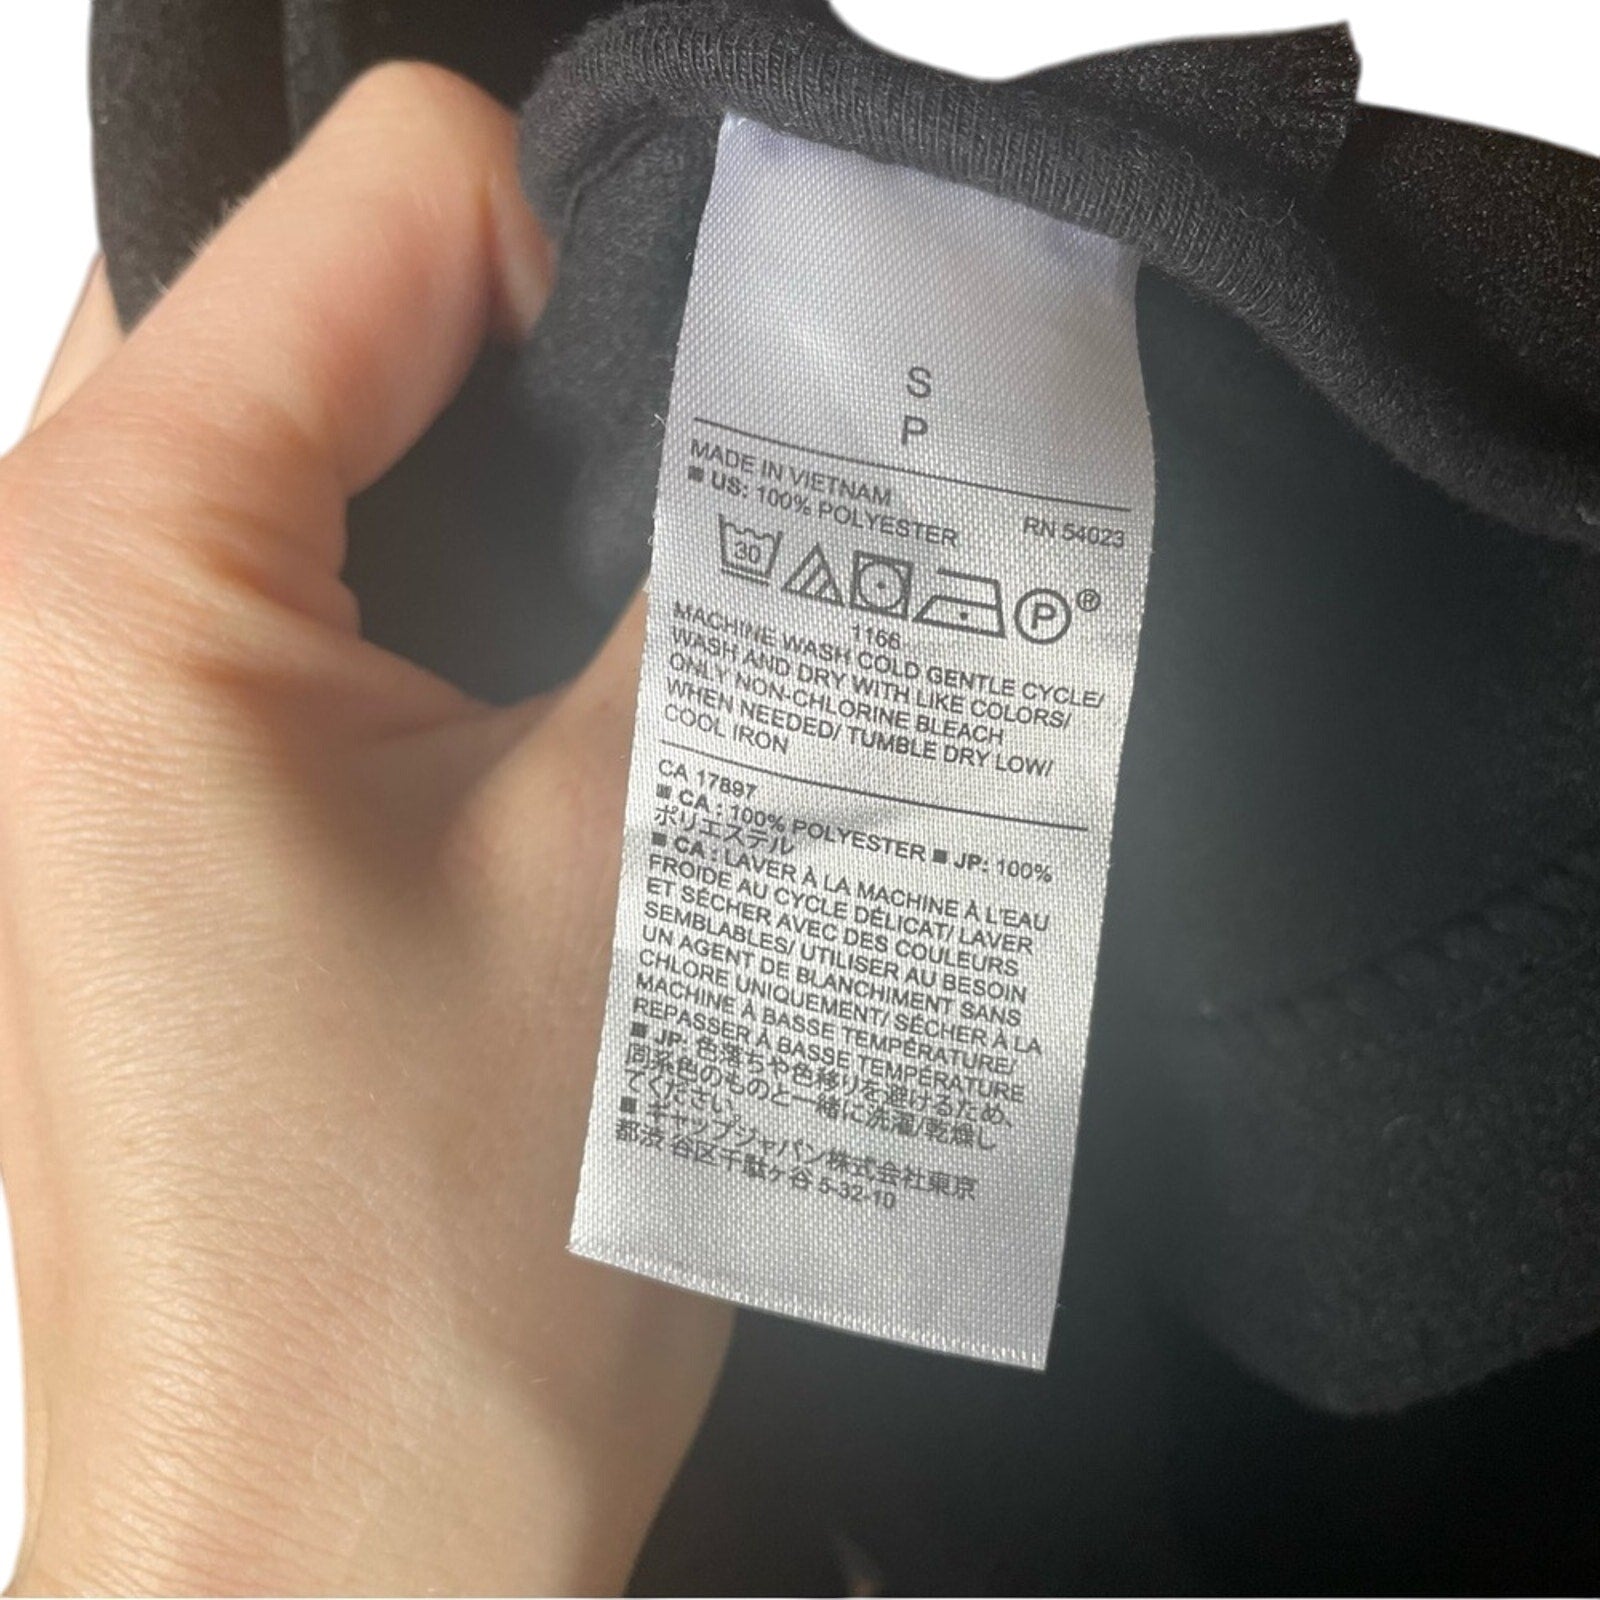 S
P
MADE IN VIETNAM
■ US: 100% POLYESTER RN 54023
30 P ®
1166
MACHINE WASH COLD GENTLE CYCLE/
WASH AND DRY WITH LIKE COLORS/
ONLY NON-CHLORINE BLEACH
WHEN NEEDED/ TUMBLE DRY LOW/
COOL IRON
CA 17897
■ CA : 100% POLYESTER ■ JP: 100%
ポリエステル
■ CA : LAVER À LA MACHINE À L'EAU
FROIDE AU CYCLE DÉLICAT/ LAVER
ET SÉCHER AVEC DES COULEURS
SEMBLABLES/ UTILISER AU BESOIN
UN AGENT DE BLANCHIMENT SANS
CHLORE UNIQUEMENT/ SÉCHER À LA
MACHINE À BASSE TEMPÉRATURE/
REPASSER À BASSE TEMPÉRATURE
■ JP: 色落ちや色移りを避けるため、
同系色のものと一緒に洗濯/乾燥し
てください。
■ ギャップジャパン株式会社東京
都渋谷区千駄ヶ谷 5-32-10